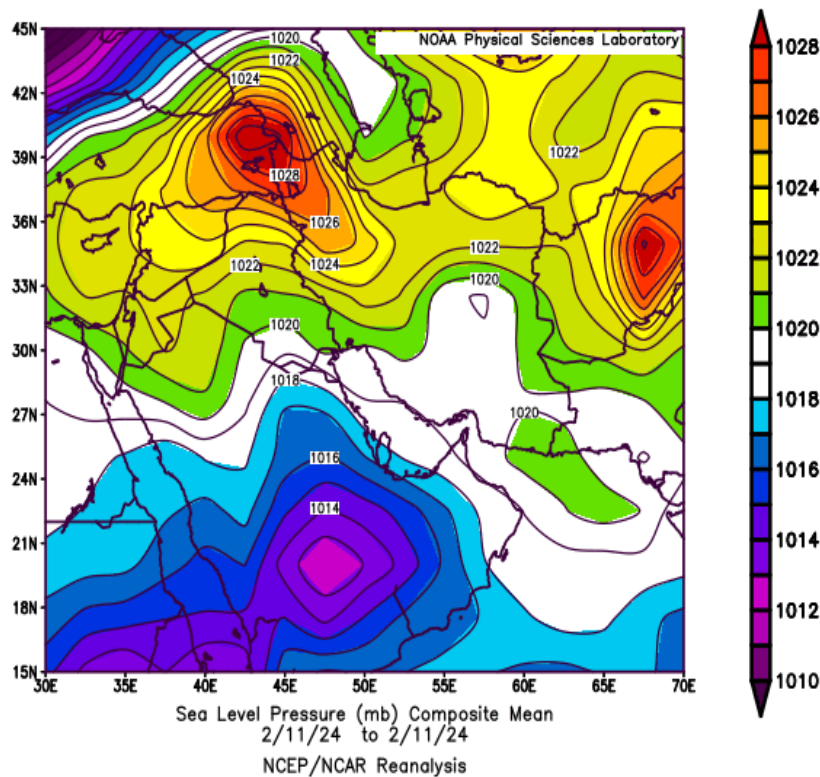 NOAA Physical Sciences Laboratory
45N
42N
39N
36N
33N
30N
27N
24N
21N
18N
15N
30E
35E
40E
45E
50E
55E
60E
65E
70E
1020
1022
1024
1022
1028
1026
1022
1022
1024
1020
1020
1018
1020
1016
1014
1028
1026
1024
1022
1020
1018
1016
1014
1012
1010
Sea Level Pressure (mb) Composite Mean
2/11/24 to 2/11/24
NCEP/NCAR Reanalysis